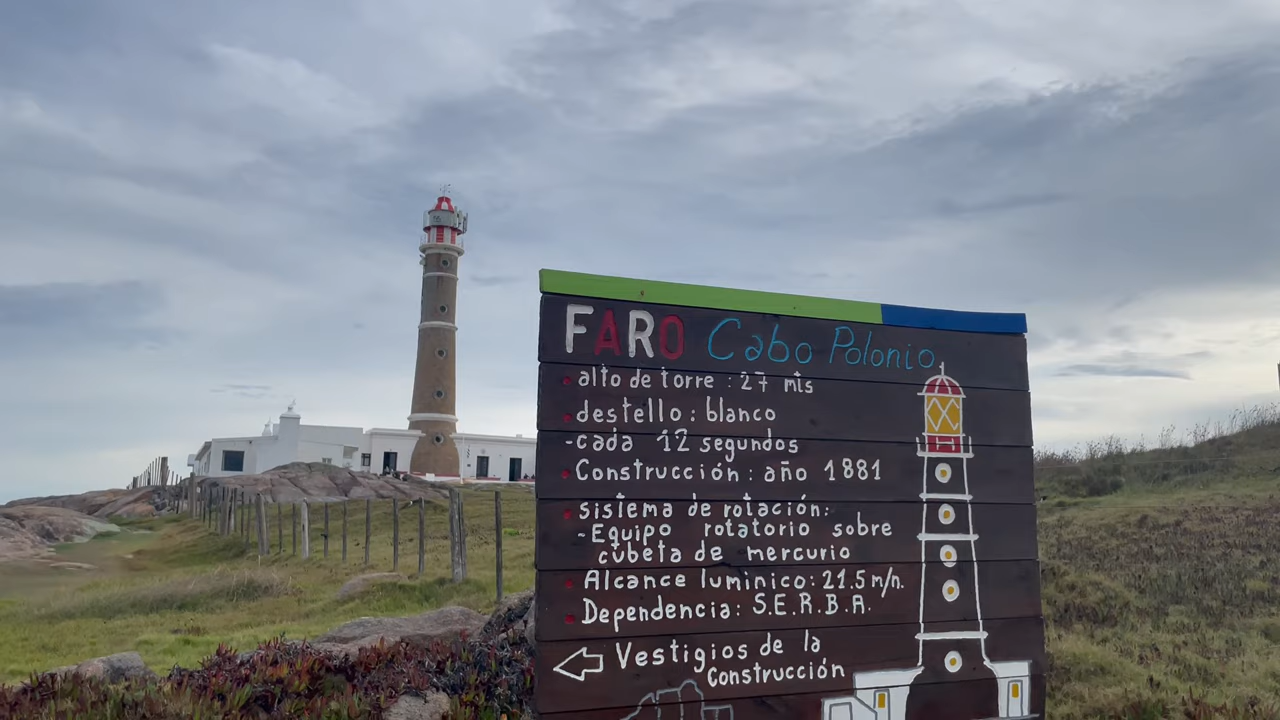 FARO Cabo Polonio
alto de torre : 27 mts
destello : blanco
-cada 12 segundos
Construcción : año 1881
sistema de rotación:
-Equipo rotatorio sobre
cubeta de mercurio
Alcance luminico: 21.5 m/n.
Dependencia: S.E.R.B.A.
Vestigios de la
Construcción